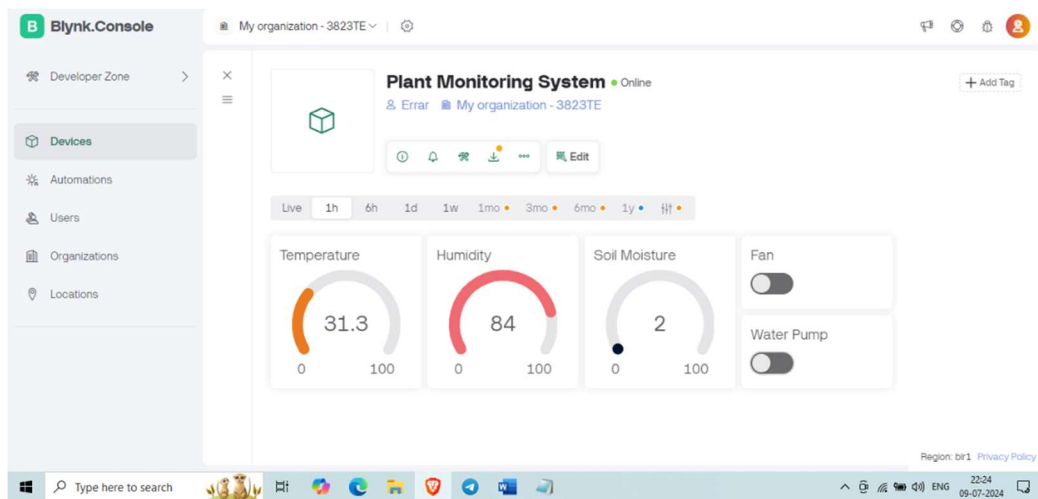 B Blynk.Console
My organization - 3823TE
Developer Zone
Devices
Automations
Users
Organizations
Locations
Plant Monitoring System Online
Errar My organization - 3823TE
Add Tag
Edit
Live 1h 6h 1d 1w 1mo 3mo 6mo 1y
Temperature
31.3
0 100
Humidity
84
0 100
Soil Moisture
2
0 100
Fan
Water Pump
Region: blr1 Privacy Policy
Type here to search
ENG
22:24
09-07-2024